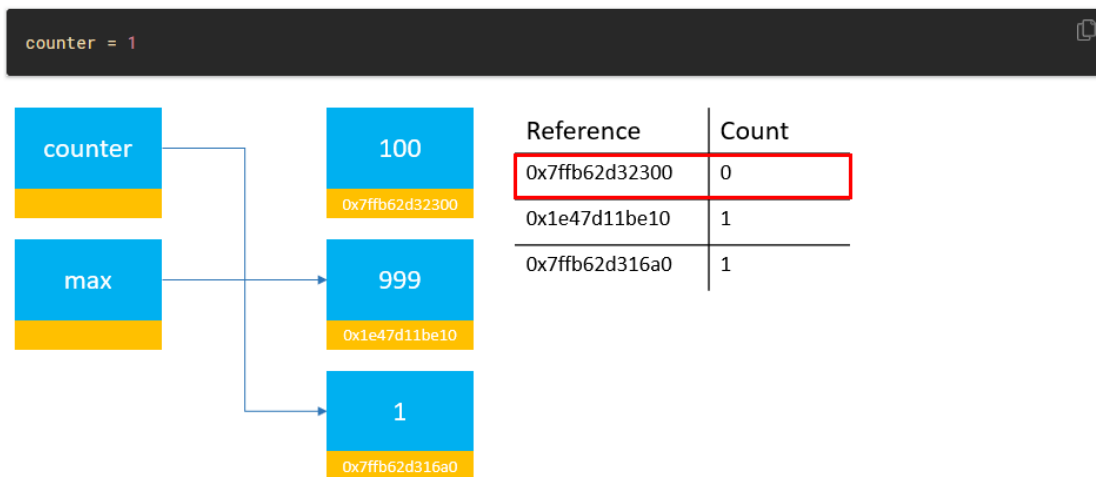 counter = 1
counter
100
0x7ffb62d32300
max
999
0x1e47d11be10
1
0x7ffb62d316a0
Reference Count
0x7ffb62d32300 0
0x1e47d11be10 1
0x7ffb62d316a0 1